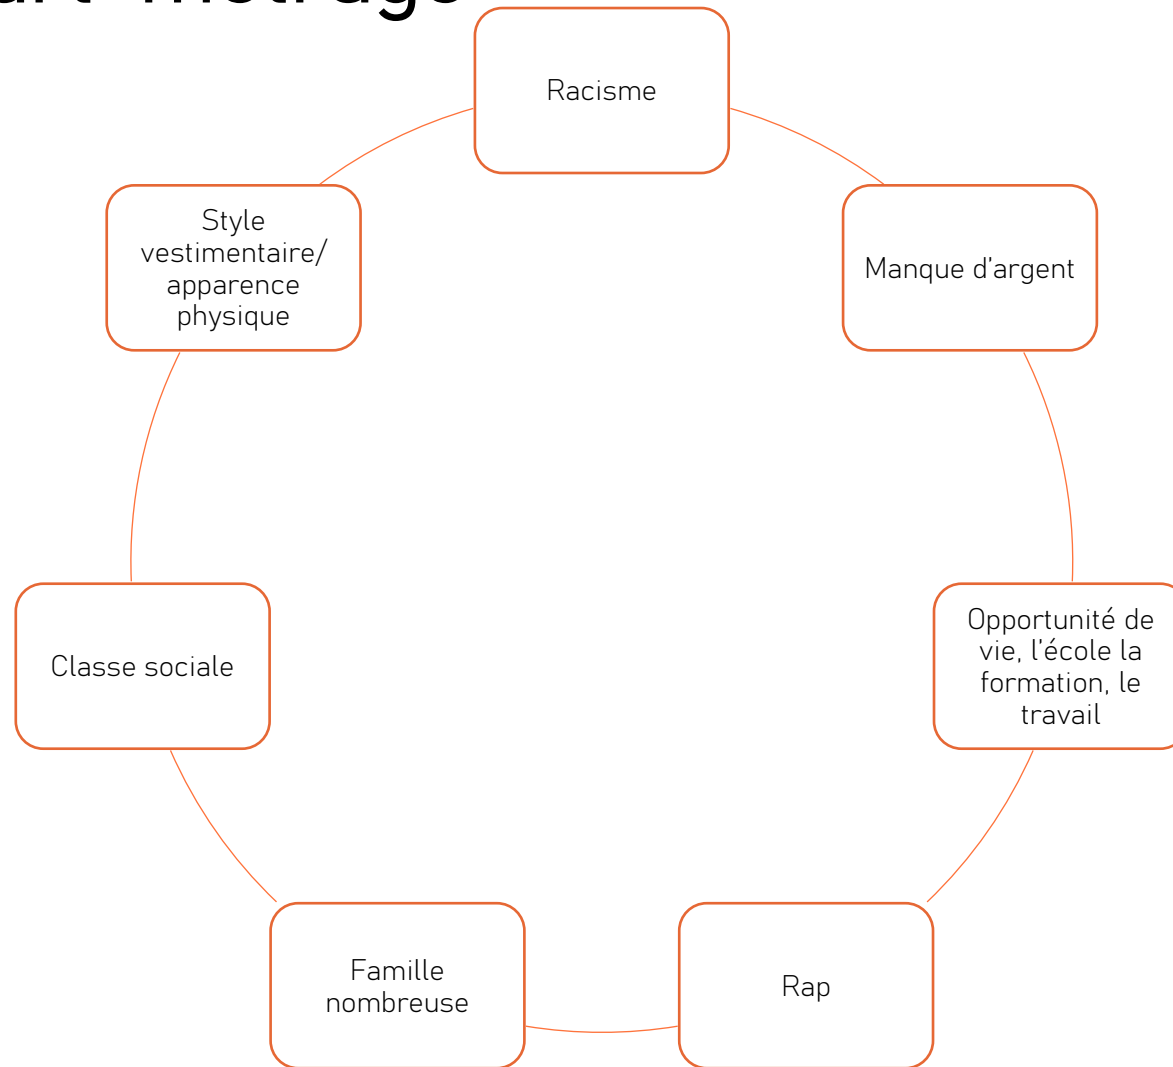 Racisme
Style
vestimentaire/
apparence
physique
Manque d'argent
Opportunité de
vie, l'école la
formation, le
travail
Classe sociale
Famille
nombreuse
Rap